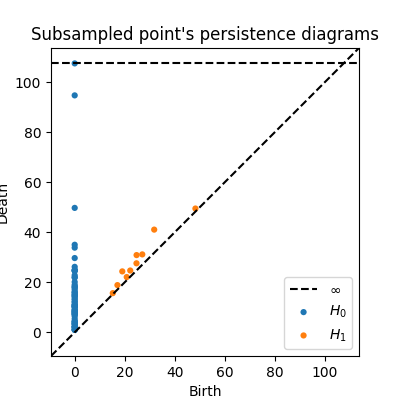 Subsampled point's persistence diagrams
100
80
60
40
20
0
Death
∞
H₀
H₁
0 20 40 60 80 100
Birth